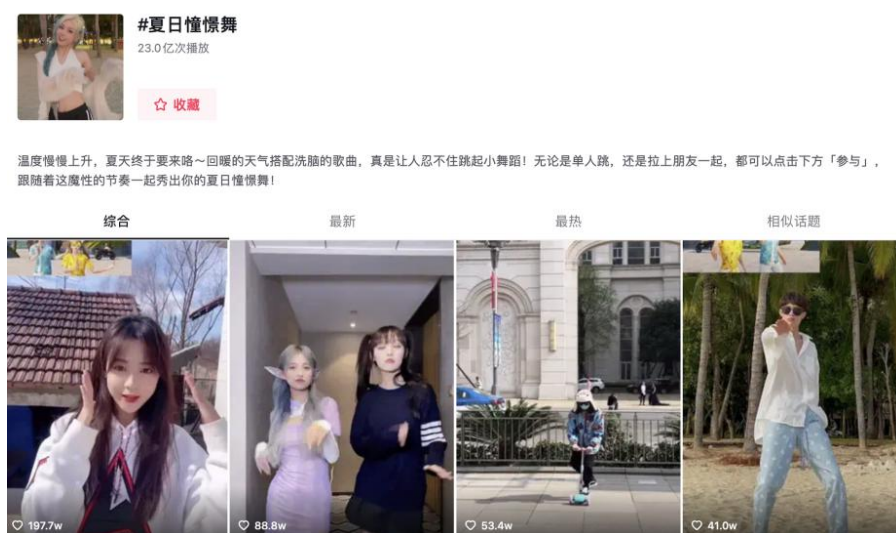 #夏日憧憬舞
23.0亿次播放
收藏
温度慢慢上升，夏天终于要来咯～回暖的天气搭配洗脑的歌曲，真是让人忍不住跳起小舞蹈！无论是单人跳，还是拉上朋友一起，都可以点击下方「参与」，
跟随着这魔性的节奏一起秀出你的夏日憧憬舞！
综合 最新 最热 相似话题
197.7w 88.8w 53.4w 41.0w